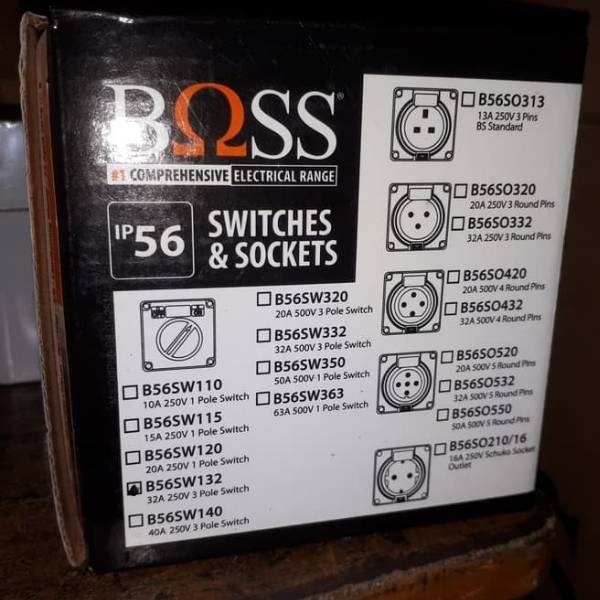 BΩSS®
#1 COMPREHENSIVE ELECTRICAL RANGE
IP56
SWITCHES
& SOCKETS
B56SW110
10A 250V 1 Pole Switch
B56SW115
15A 250V 1 Pole Switch
B56SW120
20A 250V 1 Pole Switch
B56SW132
32A 250V 3 Pole Switch
B56SW140
40A 250V 3 Pole Switch
B56SW320
20A 500V 3 Pole Switch
B56SW332
32A 500V 3 Pole Switch
B56SW350
50A 500V 1 Pole Switch
B56SW363
63A 500V 1 Pole Switch
B56SO313
13A 250V 3 Pins
BS Standard
B56SO320
20A 250V 3 Round Pins
B56SO332
32A 250V 3 Round Pins
B56SO420
20A 500V 4 Round Pins
B56SO432
32A 500V 4 Round Pins
B56SO520
20A 500V 5 Round Pins
B56SO532
32A 500V 5 Round Pins
B56SO550
50A 500V 5 Round Pins
B56SO210/16
16A 250V Schuko Socket
Outlet